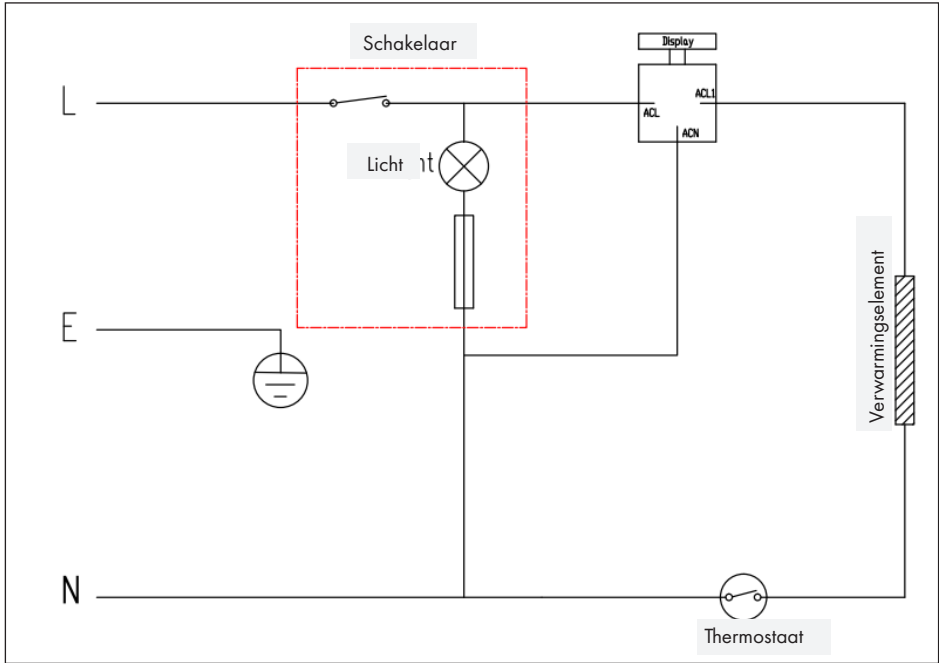 Schakelaar
Display
L
ACL1
ACL
ACN
Licht
nt
E
Verwarmingselement
N
Thermostaat